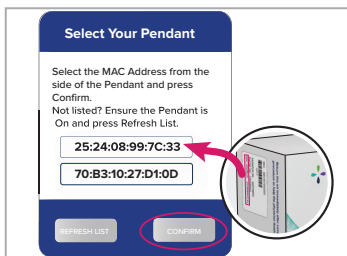 Select Your Pendant
Select the MAC Address from the
side of the Pendant and press
Confirm.
Not listed? Ensure the Pendant is
On and press Refresh List.
25:24:08:99:7C:33
70:B3:10:27:D1:0D
REFRESH LIST
CONFIRM